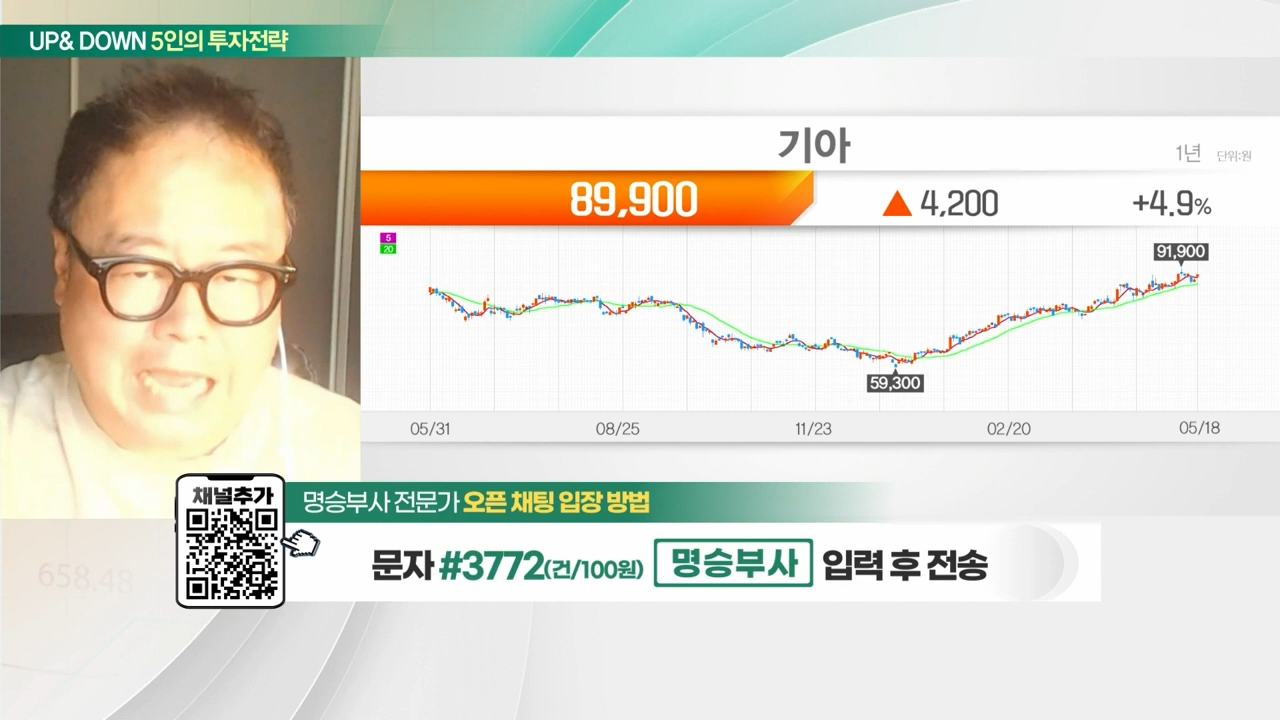 UP& DOWN 5인의 투자전략
기아
1년 단위:원
89,900 ▲ 4,200 +4.9%
5
20
91,900
59,300
05/31 08/25 11/23 02/20 05/18
채널추가
명승부사 전문가 오픈 채팅 입장 방법
문자 #3772(건/100원) 명승부사 입력 후 전송
658.48